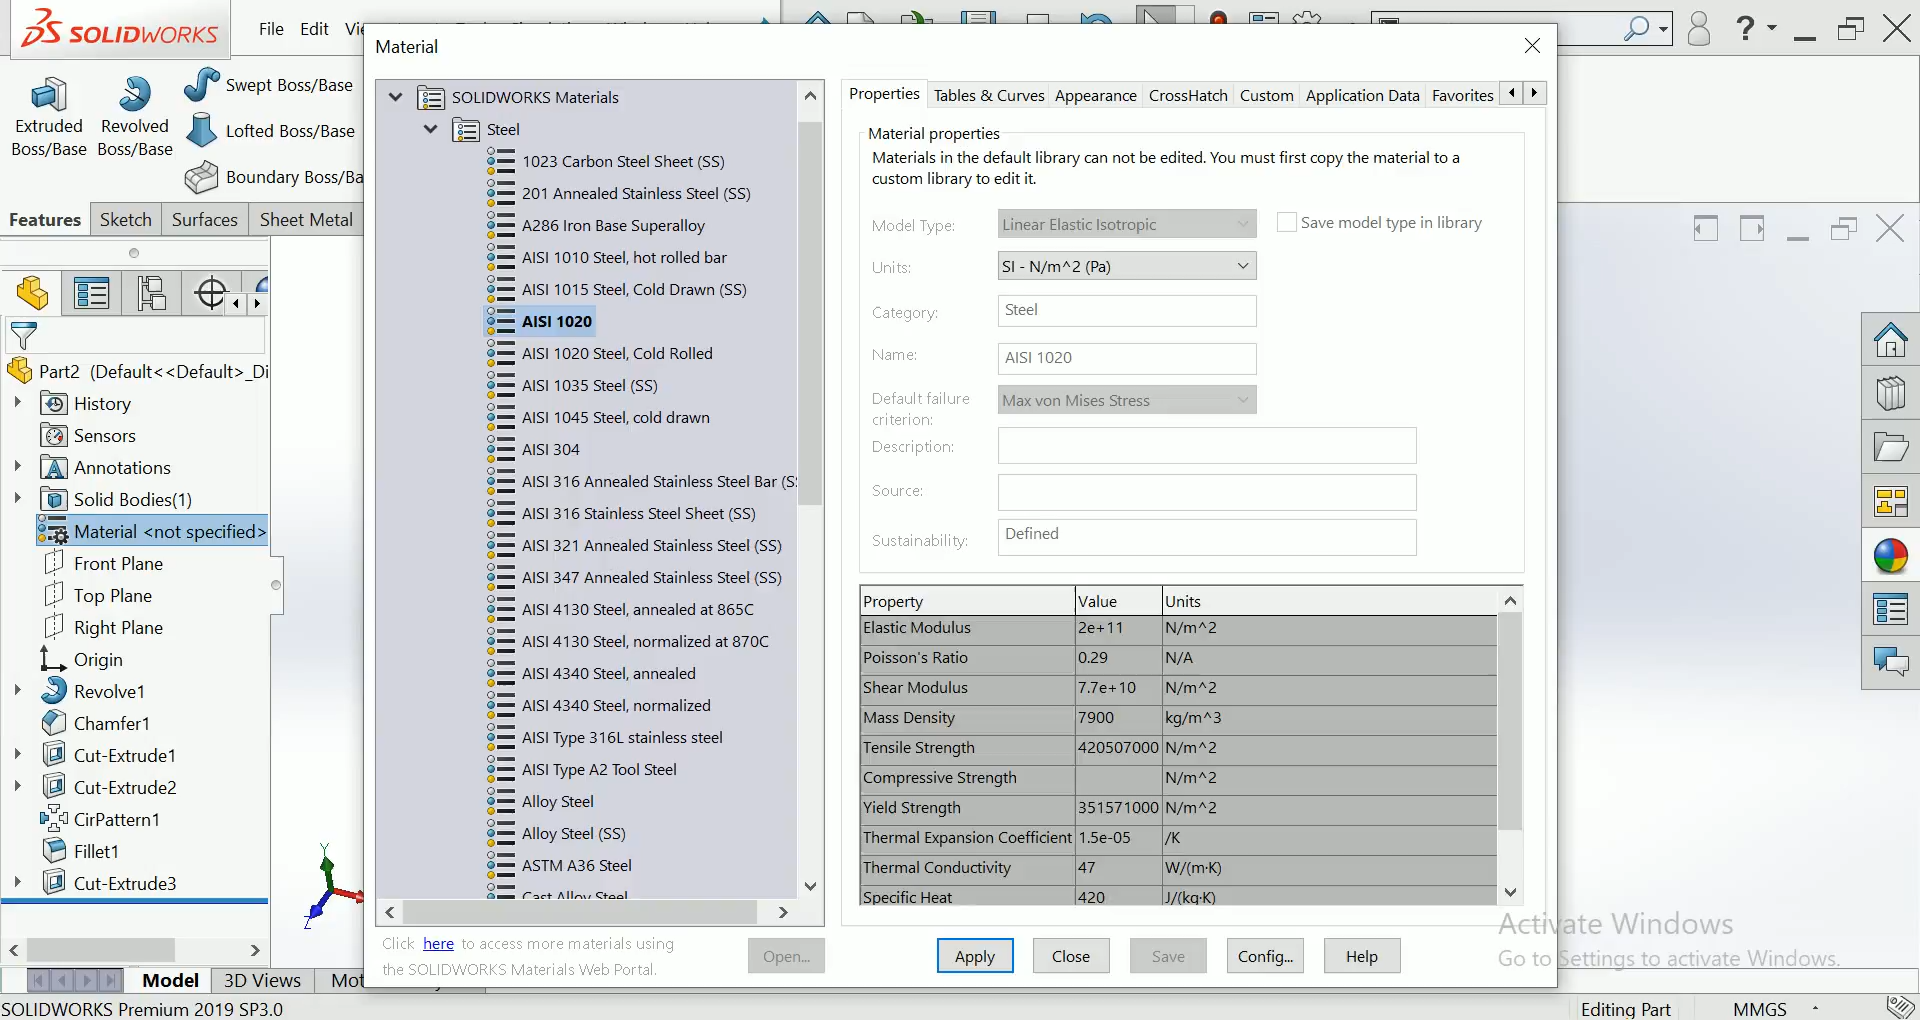 SOLIDWORKS
File
Edit
Material
Extruded
Boss/Base
Revolved
Boss/Base
Swept Boss/Base
Lofted Boss/Base
Boundary Boss/Ba
Features
Sketch
Surfaces
Sheet Metal
Part2 (Default<<Default>_Di
History
Sensors
Annotations
Solid Bodies(1)
Material <not specified>
Front Plane
Top Plane
Right Plane
Origin
Revolve1
Chamfer1
Cut-Extrude1
Cut-Extrude2
CirPattern1
Fillet1
Cut-Extrude3
SOLIDWORKS Materials
Steel
1023 Carbon Steel Sheet (SS)
201 Annealed Stainless Steel (SS)
A286 Iron Base Superalloy
AISI 1010 Steel, hot rolled bar
AISI 1015 Steel, Cold Drawn (SS)
AISI 1020
AISI 1020 Steel, Cold Rolled
AISI 1035 Steel (SS)
AISI 1045 Steel, cold drawn
AISI 304
AISI 316 Annealed Stainless Steel Bar (S
AISI 316 Stainless Steel Sheet (SS)
AISI 321 Annealed Stainless Steel (SS)
AISI 347 Annealed Stainless Steel (SS)
AISI 4130 Steel, annealed at 865C
AISI 4130 Steel, normalized at 870C
AISI 4340 Steel, annealed
AISI 4340 Steel, normalized
AISI Type 316L stainless steel
AISI Type A2 Tool Steel
Alloy Steel
Alloy Steel (SS)
ASTM A36 Steel
Cast Alloy Steel
Click here to access more materials using
the SOLIDWORKS Materials Web Portal.
Open...
Properties
Tables & Curves
Appearance
CrossHatch
Custom
Application Data
Favorites
Material properties
Materials in the default library can not be edited. You must first copy the material to a
custom library to edit it.
Model Type: Linear Elastic Isotropic
Save model type in library
Units: SI - N/m^2 (Pa)
Category: Steel
Name: AISI 1020
Default failure
criterion: Max von Mises Stress
Description:
Source:
Sustainability: Defined
Property Value Units
Elastic Modulus 2e+11 N/m^2
Poisson's Ratio 0.29 N/A
Shear Modulus 7.7e+10 N/m^2
Mass Density 7900 kg/m^3
Tensile Strength 420507000 N/m^2
Compressive Strength N/m^2
Yield Strength 351571000 N/m^2
Thermal Expansion Coefficient 1.5e-05 /K
Thermal Conductivity 47 W/(m·K)
Specific Heat 420 J/(kg·K)
Apply
Close
Save
Config...
Help
Activate Windows
Go to Settings to activate Windows.
Y
Z
Model
3D Views
Mot
SOLIDWORKS Premium 2019 SP3.0
Editing Part
MMGS